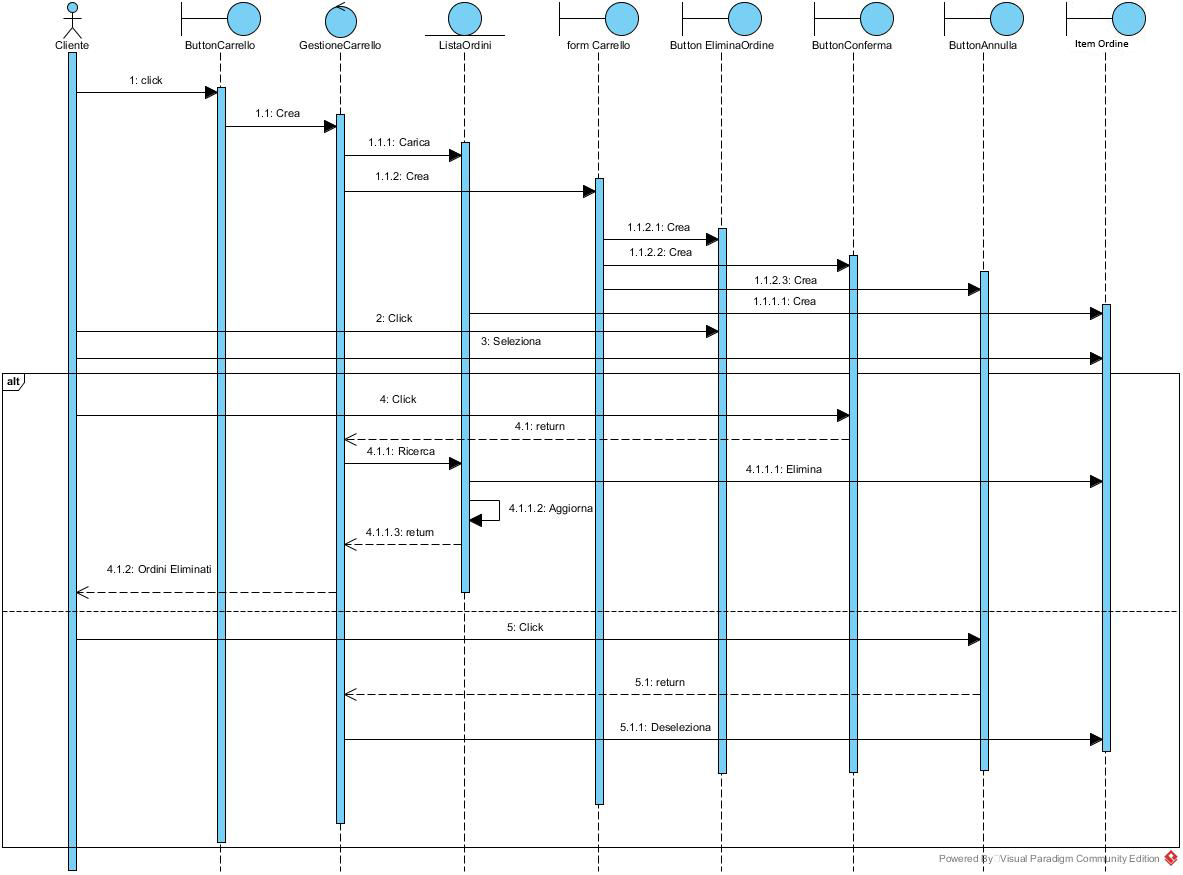 Cliente
ButtonCarrello
GestioneCarrello
ListaOrdini
form Carrello
Button EliminaOrdine
ButtonConferma
ButtonAnnulla
Item Ordine
1: click
1.1: Crea
1.1.1: Carica
1.1.2: Crea
1.1.2.1: Crea
1.1.2.2: Crea
1.1.2.3: Crea
1.1.1.1: Crea
2: Click
3: Seleziona
alt
4: Click
4.1: return
4.1.1: Ricerca
4.1.1.1: Elimina
4.1.1.2: Aggiorna
4.1.1.3: return
4.1.2: Ordini Eliminati
5: Click
5.1: return
5.1.1: Deseleziona
Powered By Visual Paradigm Community Edition